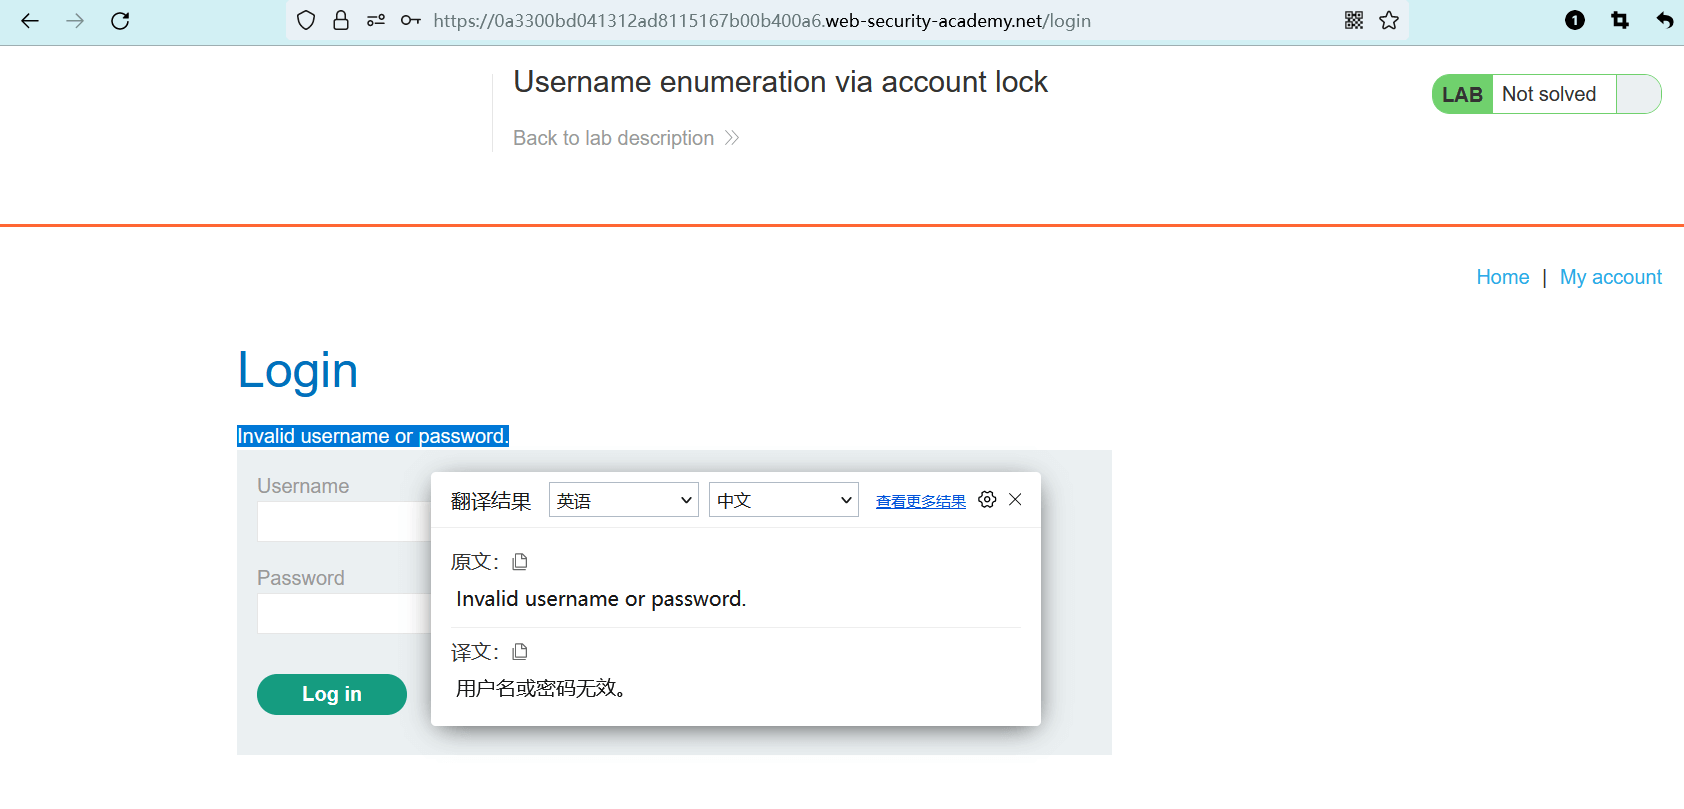 https://0a3300bd041312ad8115167b00b400a6.web-security-academy.net/login
1
Username enumeration via account lock
LAB Not solved
Back to lab description
Home | My account
Login
Invalid username or password.
Username
翻译结果 英语 中文 查看更多结果
原文：
Invalid username or password.
Password
译文：
用户名或密码无效。
Log in